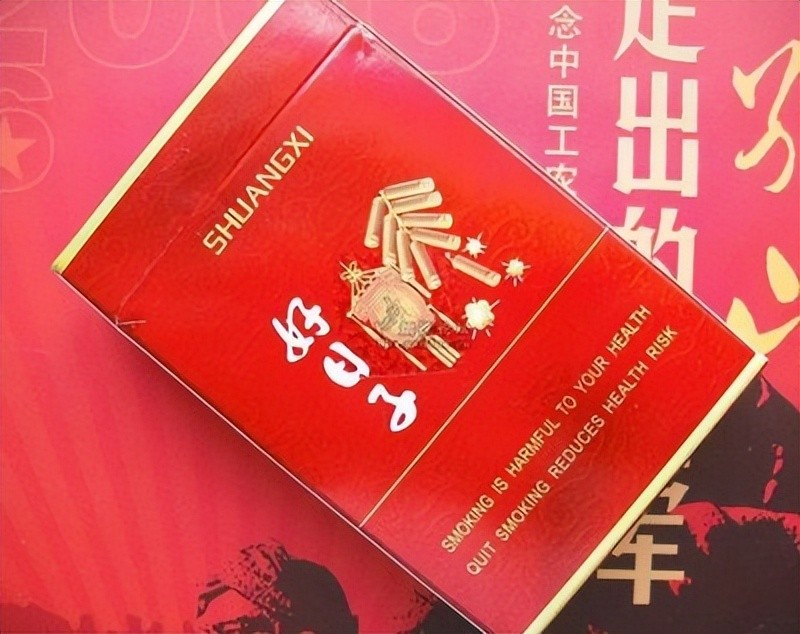 SHUANGXI
好日子
SMOKING IS HARMFUL TO YOUR HEALTH
QUIT SMOKING REDUCES HEALTH RISK
念中国工农
走出的
军